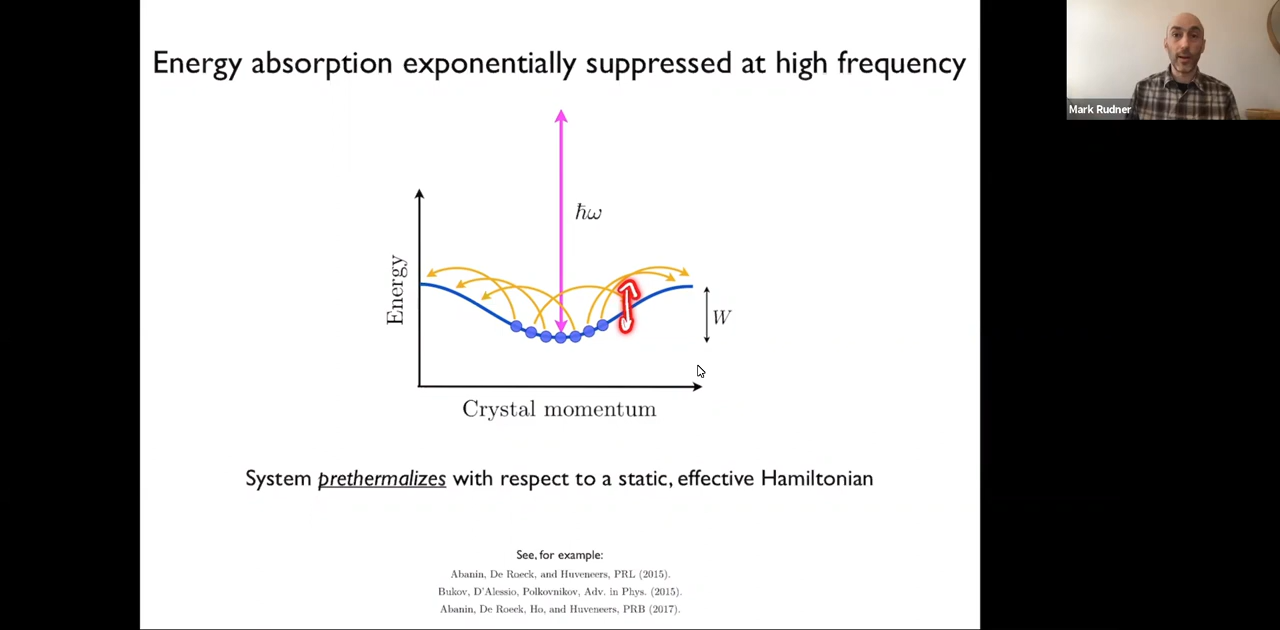 Energy absorption exponentially suppressed at high frequency
Mark Rudner
ħω
Energy
W
Crystal momentum
System prethermalizes with respect to a static, effective Hamiltonian
See, for example:
Abanin, De Roeck, and Huveneers, PRL (2015).
Bukov, D'Alessio, Polkovnikov, Adv. in Phys. (2015).
Abanin, De Roeck, Ho, and Huveneers, PRB (2017).